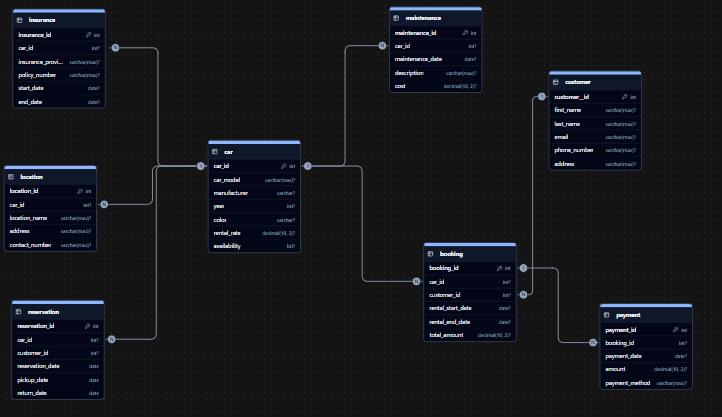 insurance
insurance_id int
car_id int?
insurance_provi... varchar(max)?
policy_number varchar(max)?
start_date date?
end_date date?
maintenance
maintenance_id int
car_id int?
maintenance_date date?
description varchar(max)?
cost decimal(10, 2)?
customer
customer_id int
first_name varchar(max)?
last_name varchar(max)?
email varchar(max)?
phone_number varchar(max)?
address varchar(max)?
car
car_id int
car_model varchar(max)?
manufacturer varchar?
year int?
color varchar?
rental_rate decimal(10, 2)?
availability bit?
location
location_id int
car_id int?
location_name varchar(max)?
address varchar(max)?
contact_number varchar(max)?
booking
booking_id int
car_id int?
customer_id int?
rental_start_date date?
rental_end_date date?
total_amount decimal(10, 2)?
reservation
reservation_id int
car_id int?
customer_id int?
reservation_date date
pickup_date date
return_date date
payment
payment_id int
booking_id int?
payment_date date?
amount decimal(10, 2)?
payment_method varchar(max)?
N
N
1
N
1
1
N
1
N
N
N
N